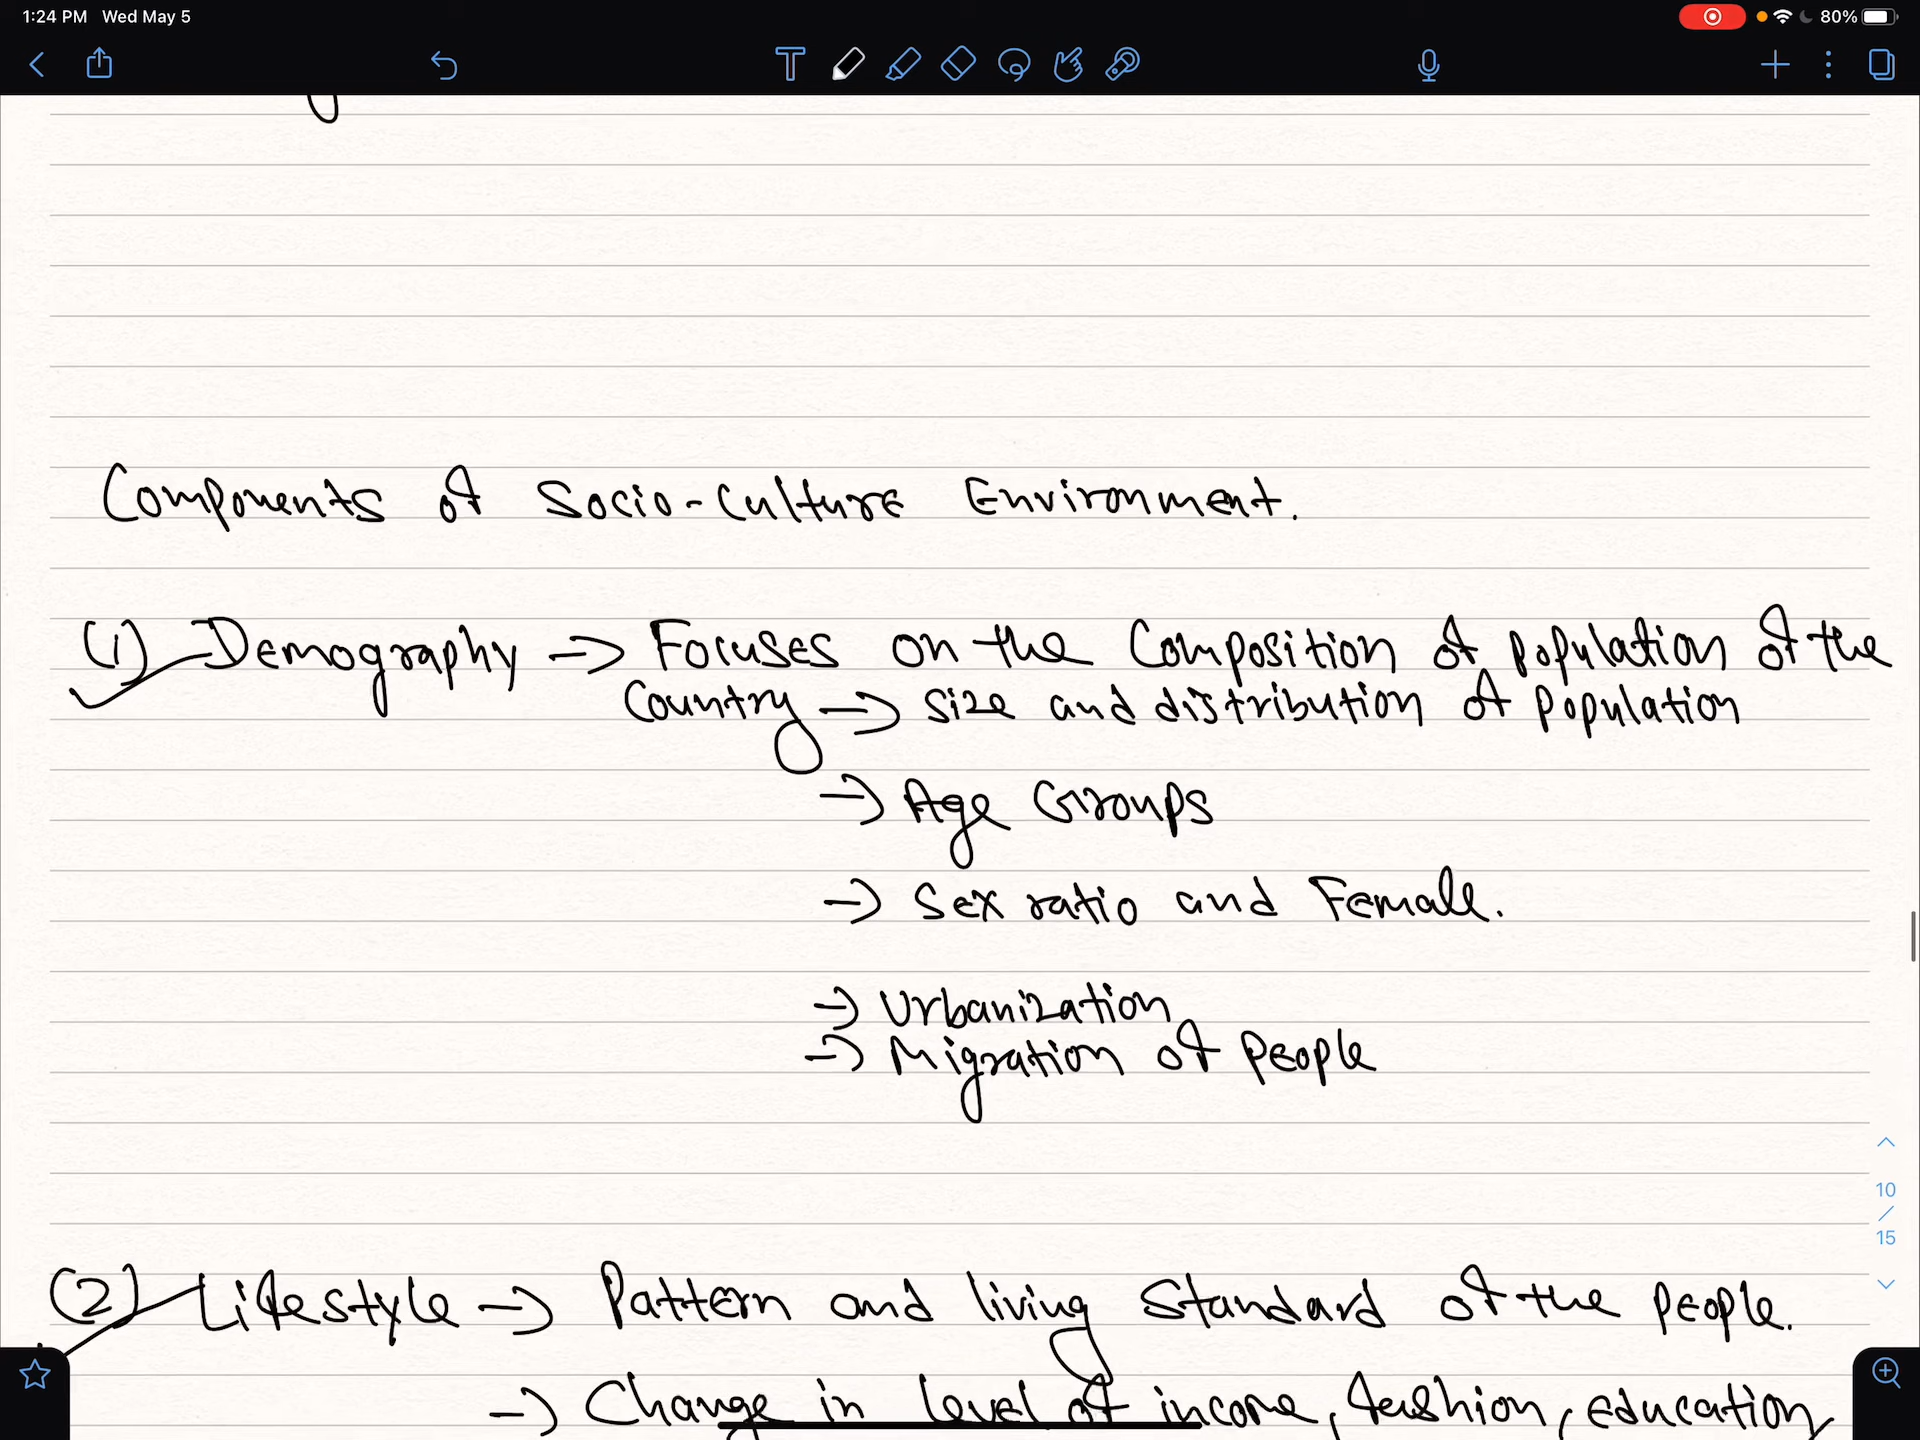 1:24 PM Wed May 5
80%
Components of Socio-Culture Environment.
(1) Demography → Focuses on the Composition of population of the
Country → Size and distribution of Population
→ Age Groups
→ Sex ratio and Female.
→ Urbanization
→ Migration of People
10
/
15
(2) Lifestyle → Pattern and living Standard of the people.
→ Change in level of income, fashion, education,